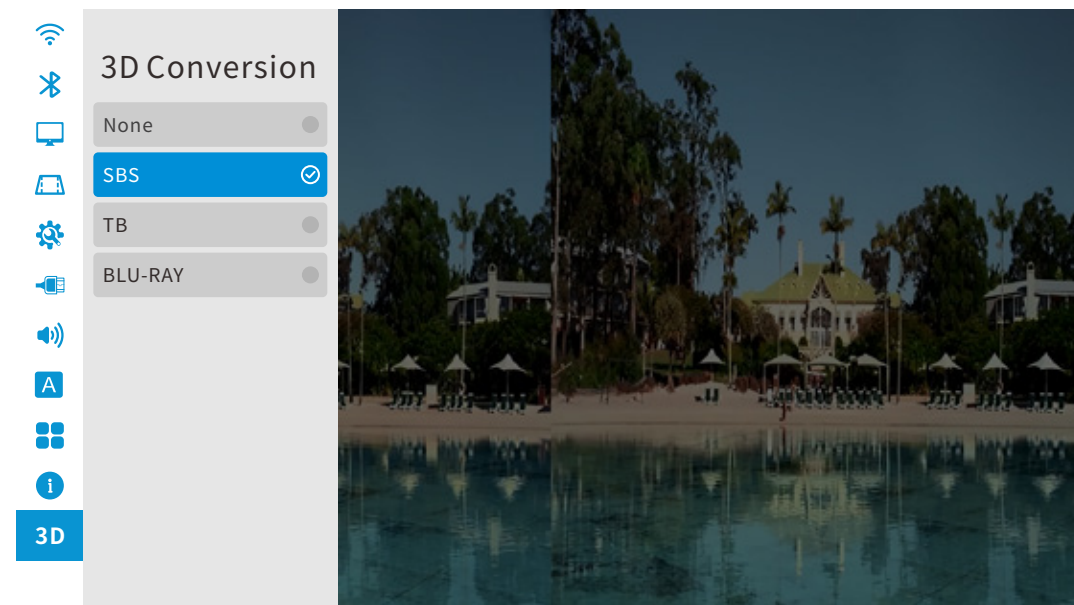 3D Conversion
None
SBS
TB
BLU-RAY
A
i
3D